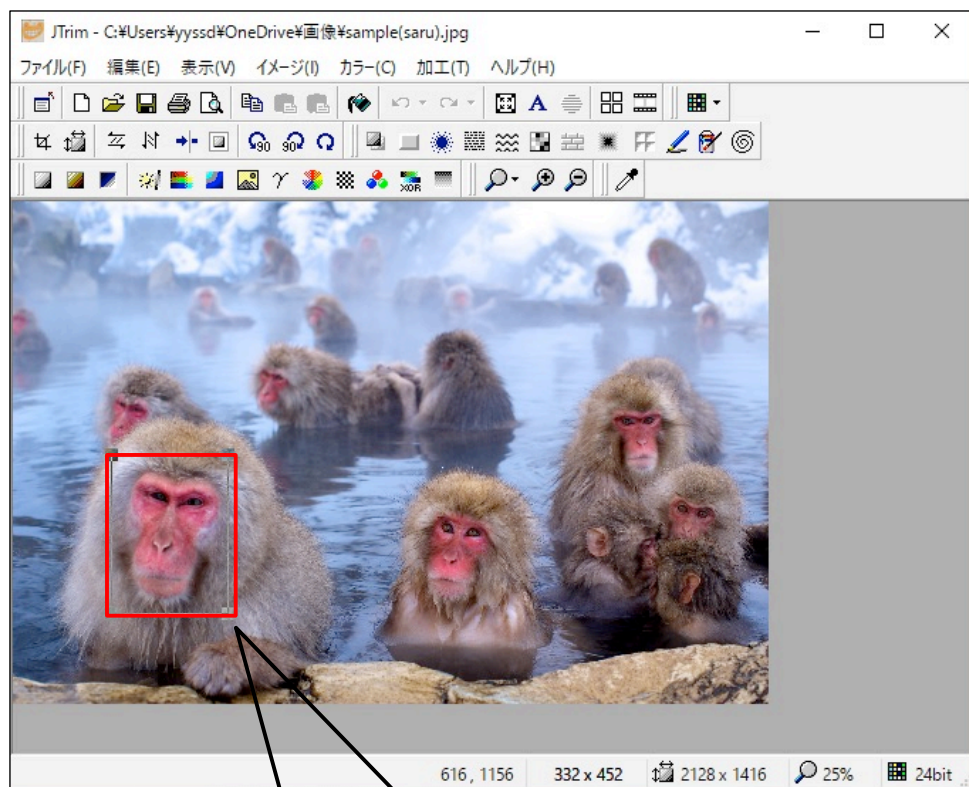 JTrim - C:¥Users¥yyssd¥OneDrive¥画像¥sample(saru).jpg
ファイル(F) 編集(E) 表示(V) イメージ(I) カラー(C) 加工(T) ヘルプ(H)
A
90 90
FF
γ XOR
616 , 1156 332 x 452 2128 x 1416 25% 24bit